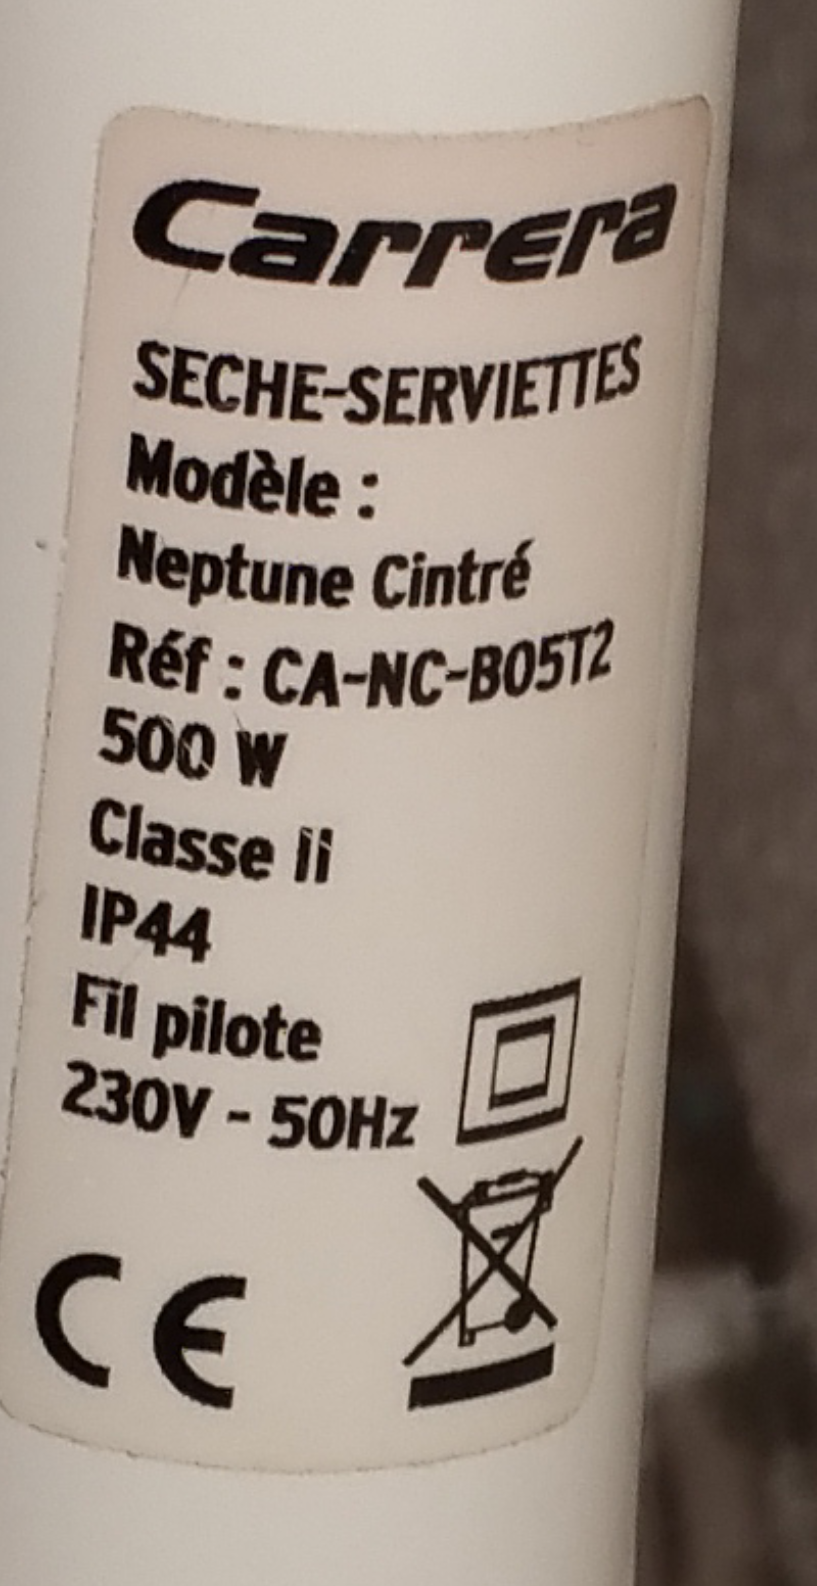 Carrera
SECHE-SERVIETTES
Modèle :
Neptune Cintré
Réf : CA-NC-B05T2
500 W
Classe ii
IP44
Fil pilote
230V - 50Hz
CE